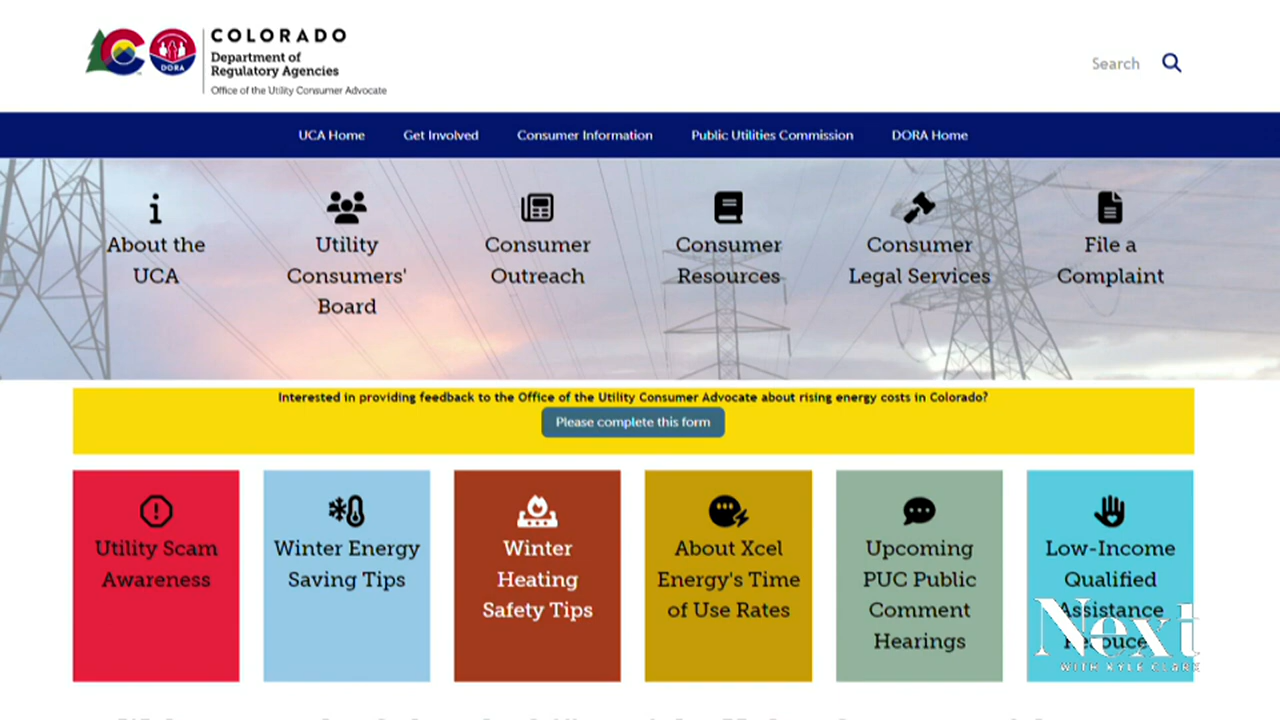 COLORADO
Department of
Regulatory Agencies
Office of the Utility Consumer Advocate
DORA
Search
UCA Home Get Involved Consumer Information Public Utilities Commission DORA Home
About the
UCA
Utility
Consumers'
Board
Consumer
Outreach
Consumer
Resources
Consumer
Legal Services
File a
Complaint
Interested in providing feedback to the Office of the Utility Consumer Advocate about rising energy costs in Colorado?
Please complete this form
Utility Scam
Awareness
Winter Energy
Saving Tips
Winter
Heating
Safety Tips
About Xcel
Energy's Time
of Use Rates
Upcoming
PUC Public
Comment
Hearings
Low-Income
Qualified
Assistance
Next
WITH KYLE CLARK